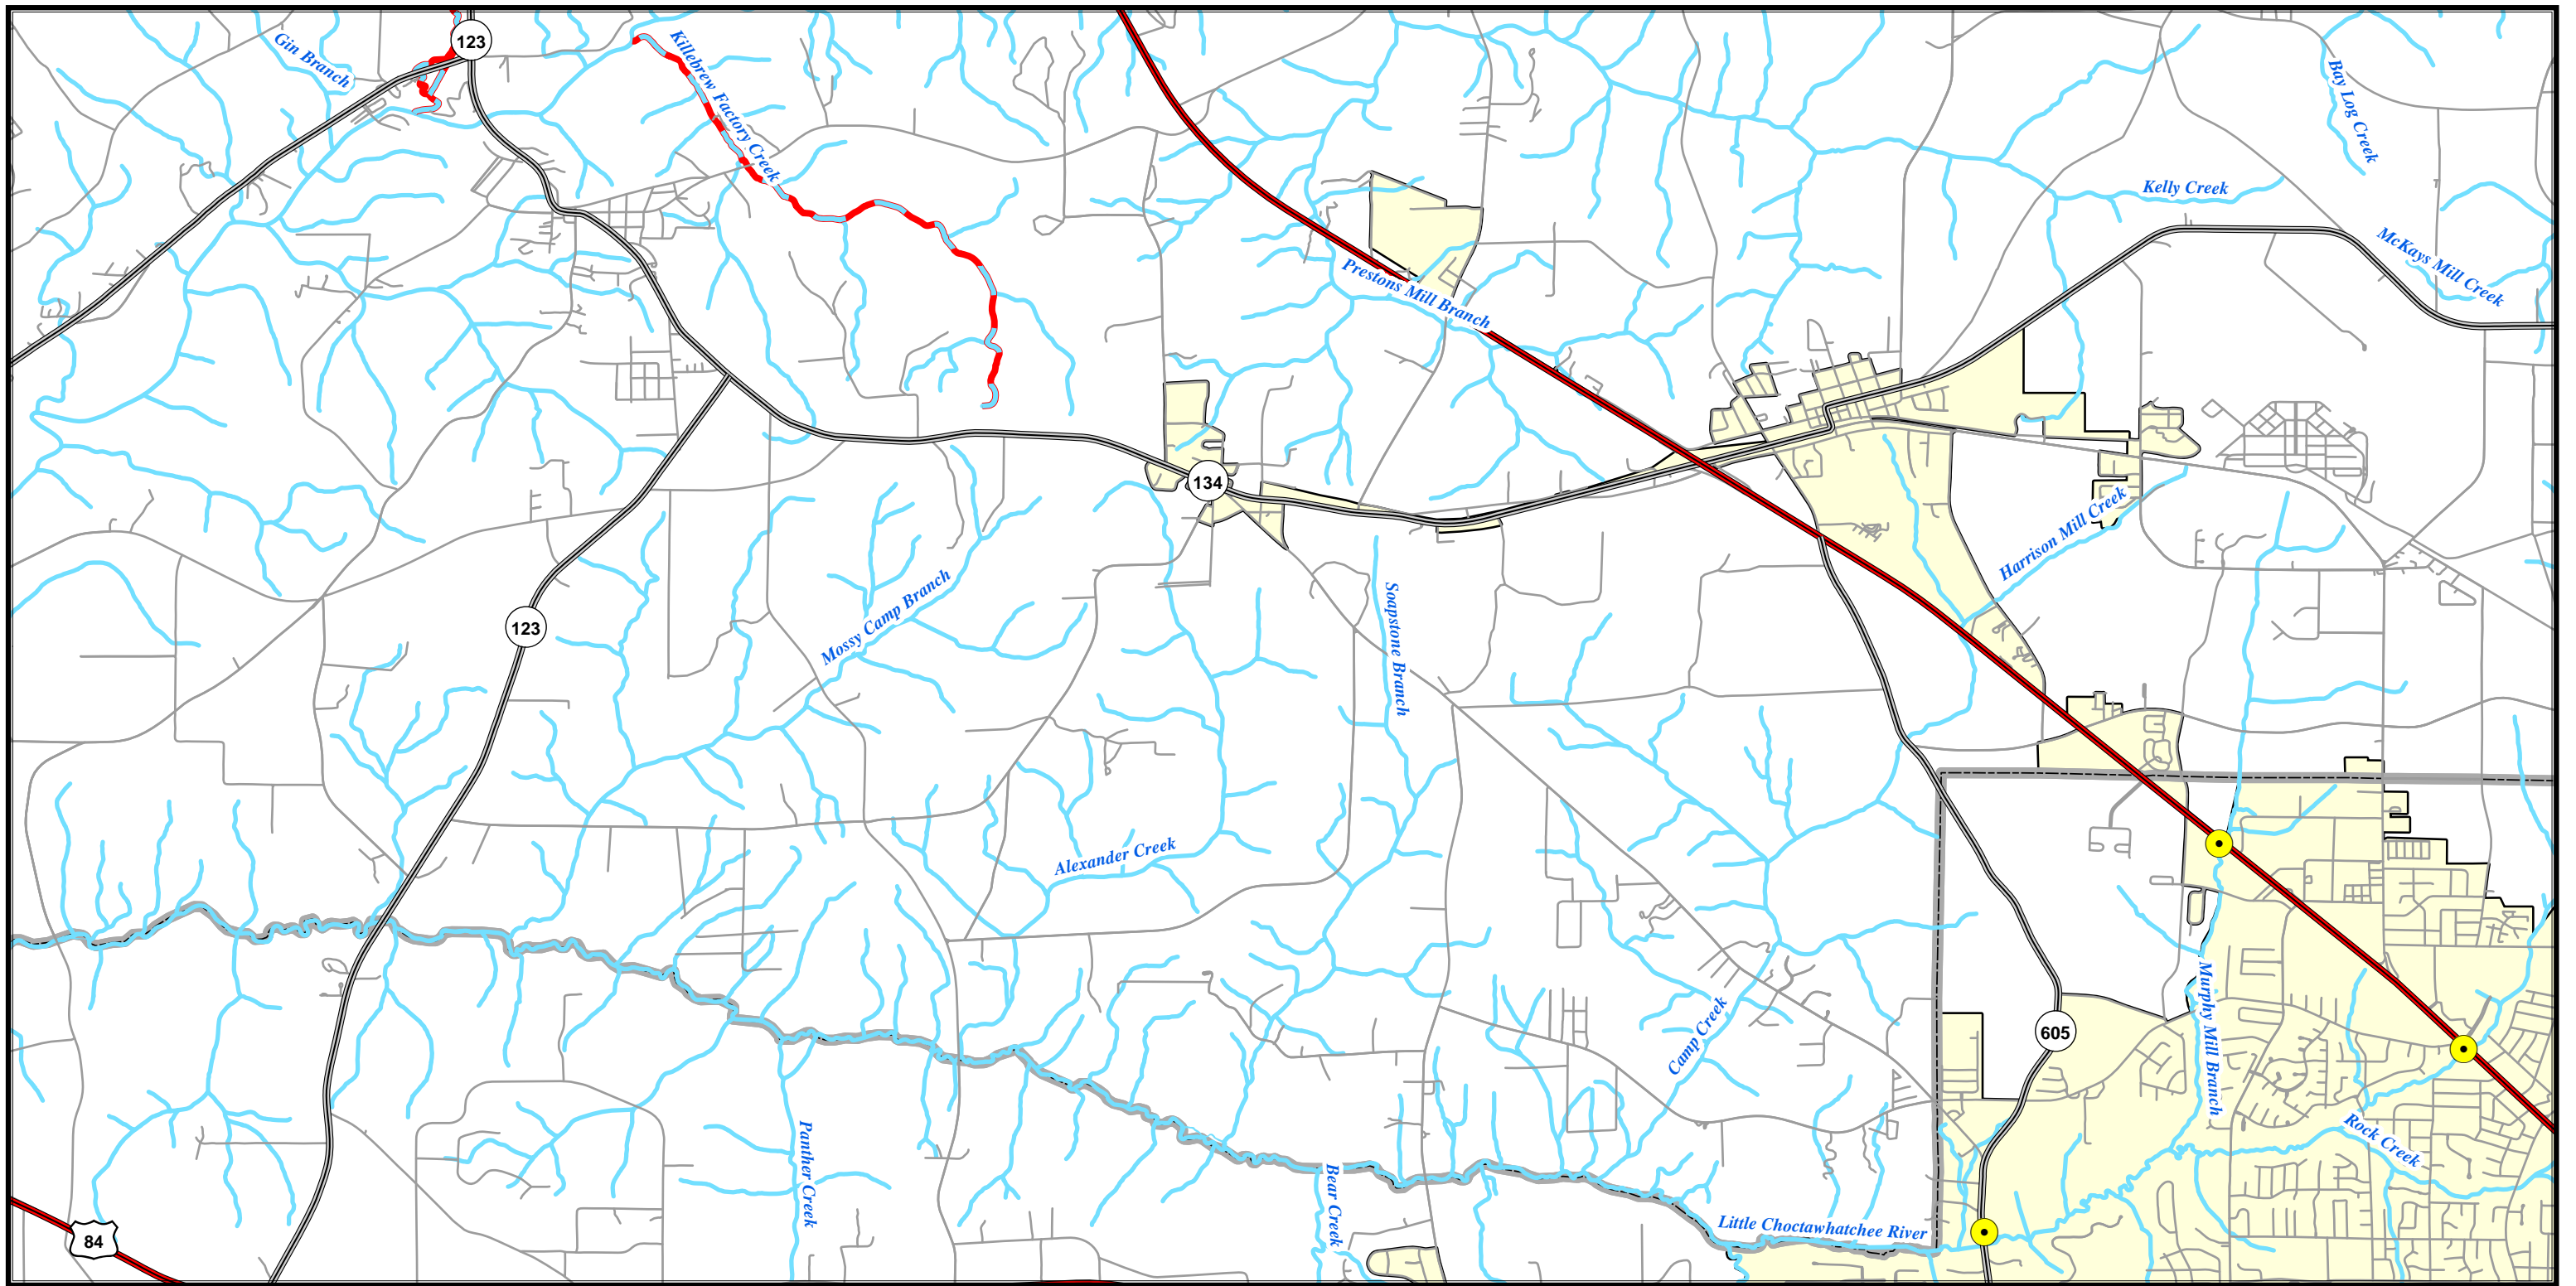 123
Gin Branch
Killebrew Factory Creek
Bay Log Creek
Kelly Creek
McKays Mill Creek
Prestons Mill Branch
134
Harrison Mill Creek
Mossy Camp Branch
Soapstone Branch
123
Alexander Creek
Camp Creek
Murphy Mill Branch
605
Rock Creek
Panther Creek
Bear Creek
Little Choctawhatchee River
84